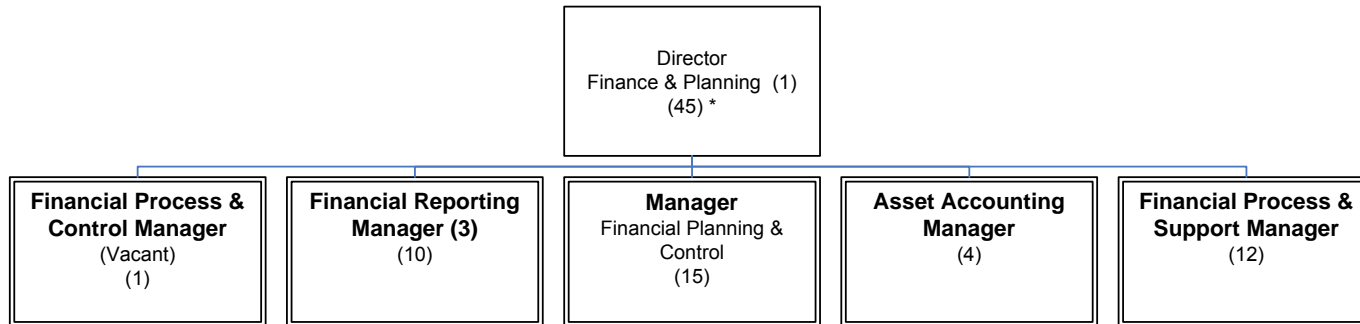 Director
Finance & Planning (1)
(45) *
Financial Process &
Control Manager
(Vacant)
(1)
Financial Reporting
Manager (3)
(10)
Manager
Financial Planning &
Control
(15)
Asset Accounting
Manager
(4)
Financial Process &
Support Manager
(12)